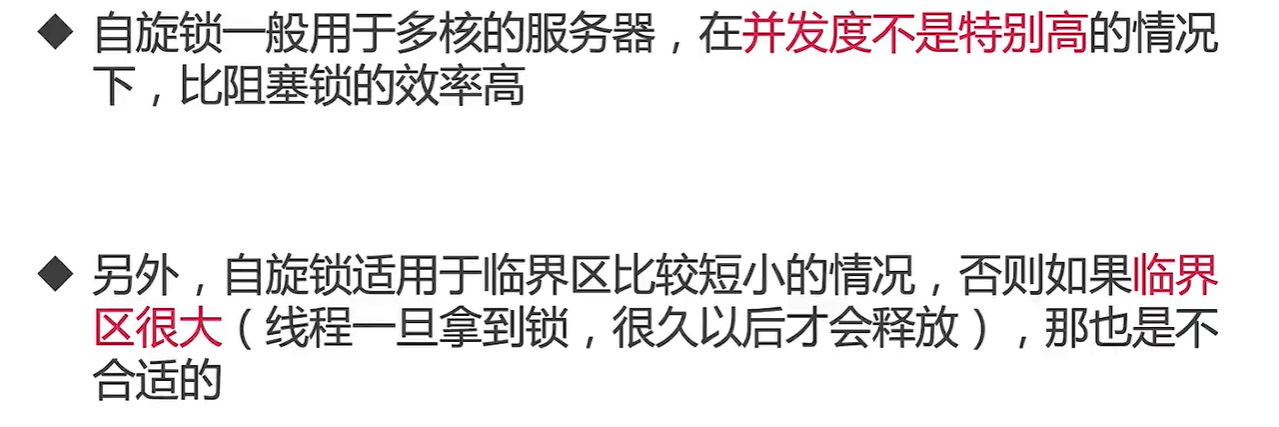 ◆ 自旋锁一般用于多核的服务器，在并发度不是特别高的情况
下，比阻塞锁的效率高
◆ 另外，自旋锁适用于临界区比较短小的情况，否则如果临界
区很大（线程一旦拿到锁，很久以后才会释放），那也是不
合适的